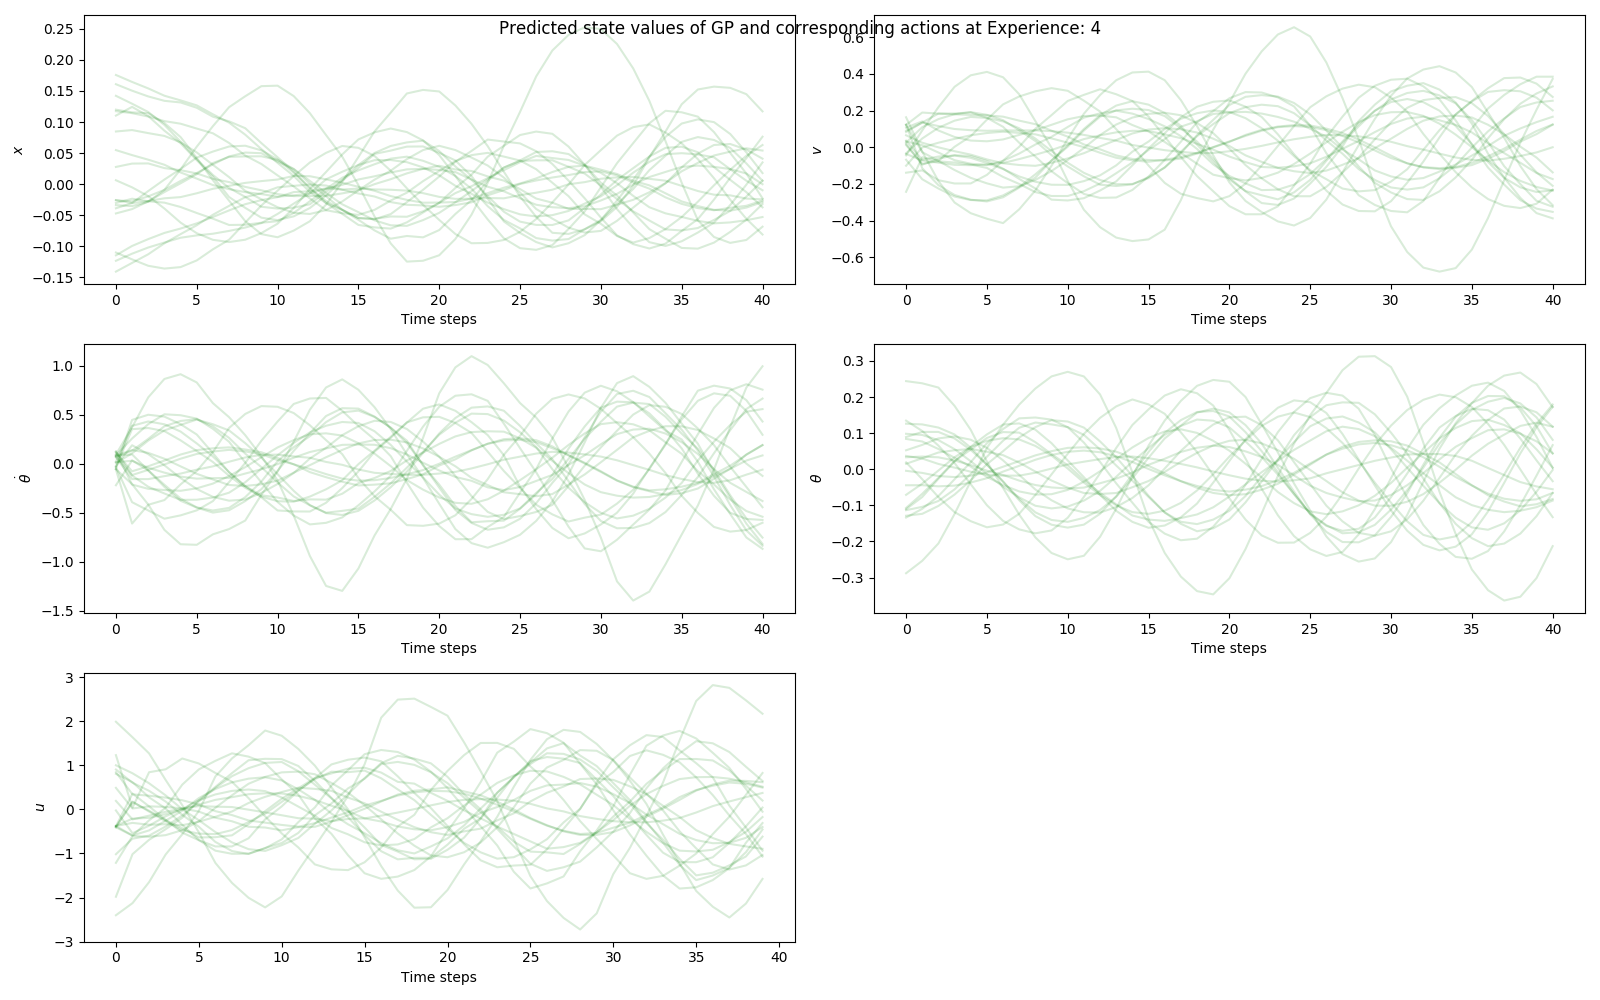 Predicted state values of GP and corresponding actions at Experience: 4
0.25
0.20
0.15
0.10
0.05
0.00
−0.05
−0.10
−0.15
x
0 5 10 15 20 25 30 35 40
Time steps
0.6
0.4
0.2
0.0
−0.2
−0.4
−0.6
v
0 5 10 15 20 25 30 35 40
Time steps
1.0
0.5
0.0
−0.5
−1.0
−1.5
θ̇
0 5 10 15 20 25 30 35 40
Time steps
0.3
0.2
0.1
0.0
−0.1
−0.2
−0.3
θ
0 5 10 15 20 25 30 35 40
Time steps
3
2
1
0
−1
−2
−3
u
0 5 10 15 20 25 30 35 40
Time steps